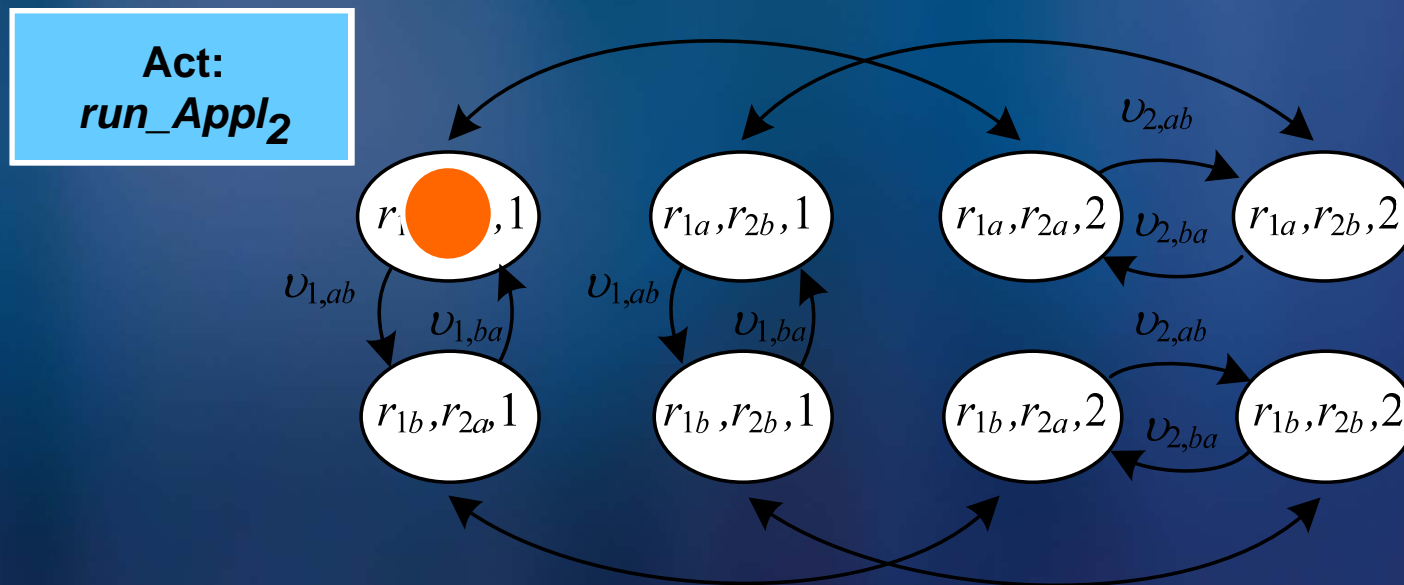 Act:
run_Appl₂
υ₂,ab
r₁ ,1
r₁a,r₂b,1
r₁a,r₂a,2
υ₂,ba
r₁a,r₂b,2
υ₁,ab
υ₁,ba
υ₁,ab
υ₁,ba
υ₂,ab
r₁b,r₂a,1
r₁b,r₂b,1
r₁b,r₂a,2
υ₂,ba
r₁b,r₂b,2